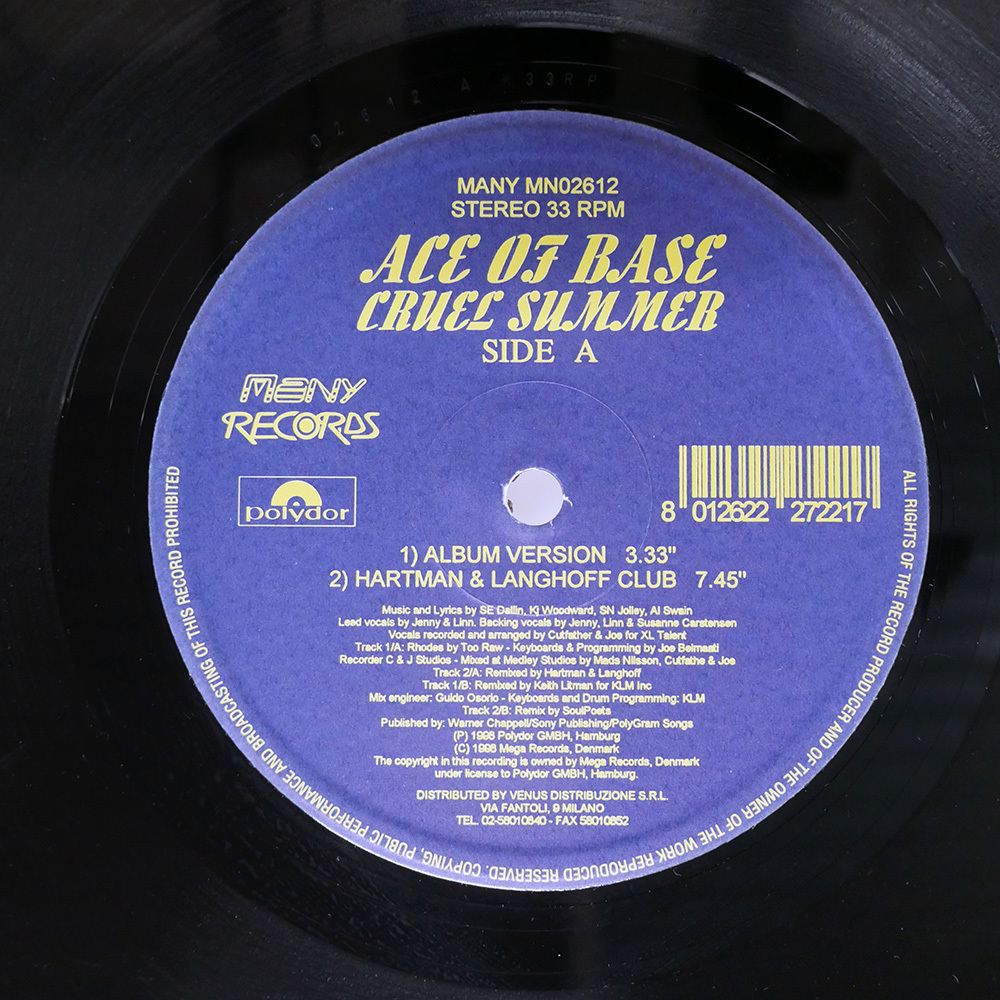 02612 A 33RP
MANY MN02612
STEREO 33 RPM
ACE OF BASE
CRUEL SUMMER
SIDE A
MANY
RECORDS
polydor
8 012622 272217
1) ALBUM VERSION 3.33"
2) HARTMAN & LANGHOFF CLUB 7.45"
Music and Lyrics by SE Dallin, Kj Woodward, SN Jolley, Al Swain
Lead vocals by Jenny & Linn. Backing vocals by Jenny, Linn & Susanne Carstensen
Vocals recorded and arranged by Cutfather & Joe for XL Talent
Track 1/A: Rhodes by Too Raw - Keyboards & Programming by Joe Belmaati
Recorder C & J Studios - Mixed at Medley Studios by Mads Nilsson, Cutfathe & Joe
Track 2/A: Remixed by Hartman & Langhoff
Track 1/B: Remixed by Keith Litman for KLM Inc
Mix engineer: Guido Osorio - Keyboards and Drum Programming: KLM
Track 2/B: Remix by SoulPoets
Published by: Warner Chappell/Sony Publishing/PolyGram Songs
(P) 1998 Polydor GMBH, Hamburg
(C) 1998 Mega Records, Denmark
The copyright in this recording is owned by Mega Records, Denmark
under license to Polydor GMBH, Hamburg.
DISTRIBUTED BY VENUS DISTRIBUZIONE S.R.L.
VIA FANTOLI, 9 MILANO
TEL. 02-58010840 - FAX 58010852
ALL RIGHTS OF THE RECORD PRODUCER AND OF THE OWNER OF THE WORK REPRODUCED RESERVED. COPYING, PUBLIC PERFORMANCE AND BROADCASTING OF THIS RECORD PROHIBITED